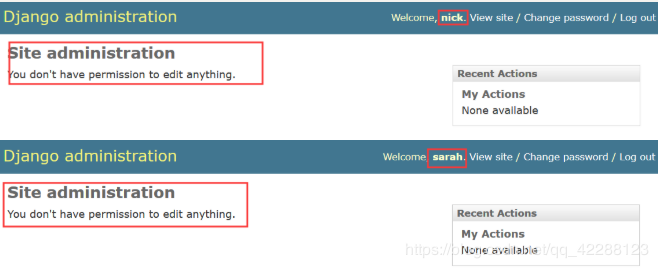 Django administration
Welcome, nick. View site / Change password / Log out
Site administration
You don't have permission to edit anything.
Recent Actions
My Actions
None available
Django administration
Welcome, sarah. View site / Change password / Log out
Site administration
You don't have permission to edit anything.
Recent Actions
My Actions
None available
qq_42288123